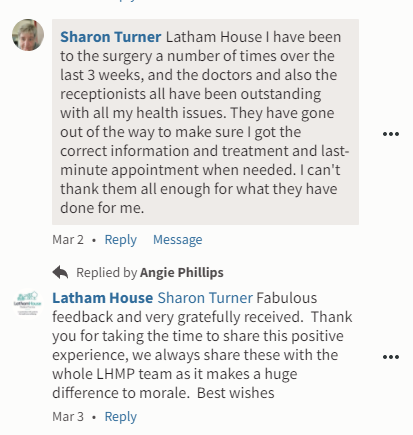 Sharon Turner Latham House I have been
to the surgery a number of times over the
last 3 weeks, and the doctors and also the
receptionists all have been outstanding
with all my health issues. They have gone
out of the way to make sure I got the
correct information and treatment and last-
minute appointment when needed. I can't
thank them all enough for what they have
done for me.
Mar 2 • Reply Message
Replied by Angie Phillips
Latham House Sharon Turner Fabulous
feedback and very gratefully received. Thank
you for taking the time to share this positive
experience, we always share these with the
whole LHMP team as it makes a huge
difference to morale. Best wishes
Mar 3 • Reply